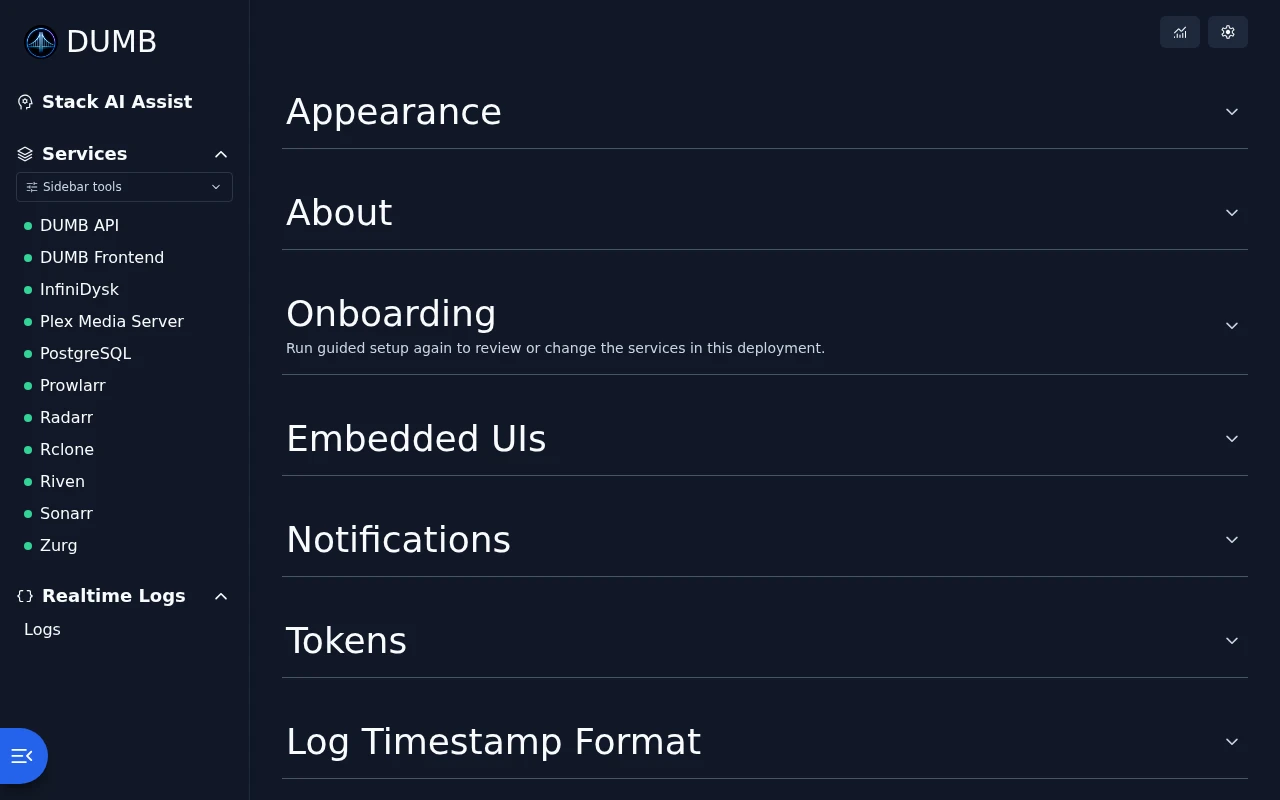 DUMB
Stack AI Assist
Services
Sidebar tools
DUMB API
DUMB Frontend
InfiniDysk
Plex Media Server
PostgreSQL
Prowlarr
Radarr
Rclone
Riven
Sonarr
Zurg
Realtime Logs
Logs
Appearance
About
Onboarding
Run guided setup again to review or change the services in this deployment.
Embedded UIs
Notifications
Tokens
Log Timestamp Format